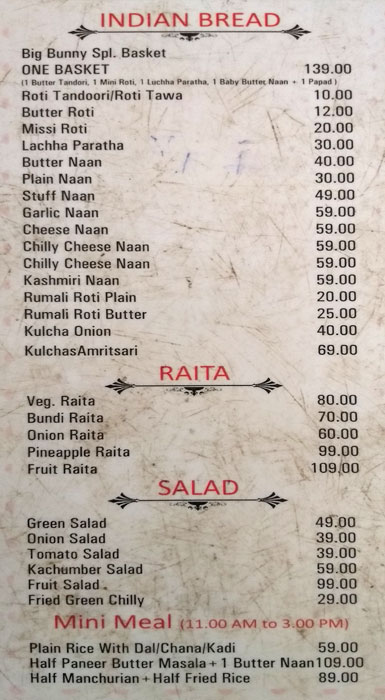 INDIAN BREAD
Big Bunny Spl. Basket
ONE BASKET 139.00
(1 Butter Tandori, 1 Mini Roti, 1 Luchha Paratha, 1 Baby Butter Naan + 1 Papad )
Roti Tandoori/Roti Tawa 10.00
Butter Roti 12.00
Missi Roti 20.00
Lachha Paratha 30.00
Butter Naan 40.00
Plain Naan 30.00
Stuff Naan 49.00
Garlic Naan 59.00
Cheese Naan 59.00
Chilly Cheese Naan 59.00
Chilly Cheese Naan 59.00
Kashmiri Naan 59.00
Rumali Roti Plain 20.00
Rumali Roti Butter 25.00
Kulcha Onion 40.00
KulchasAmritsari 69.00
RAITA
Veg. Raita 80.00
Bundi Raita 70.00
Onion Raita 60.00
Pineapple Raita 99.00
Fruit Raita 109.00
SALAD
Green Salad 49.00
Onion Salad 39.00
Tomato Salad 39.00
Kachumber Salad 59.00
Fruit Salad 99.00
Fried Green Chilly 29.00
Mini Meal (11.00 AM to 3.00 PM)
Plain Rice With Dal/Chana/Kadi 59.00
Half Paneer Butter Masala + 1 Butter Naan 109.00
Half Manchurian + Half Fried Rice 89.00